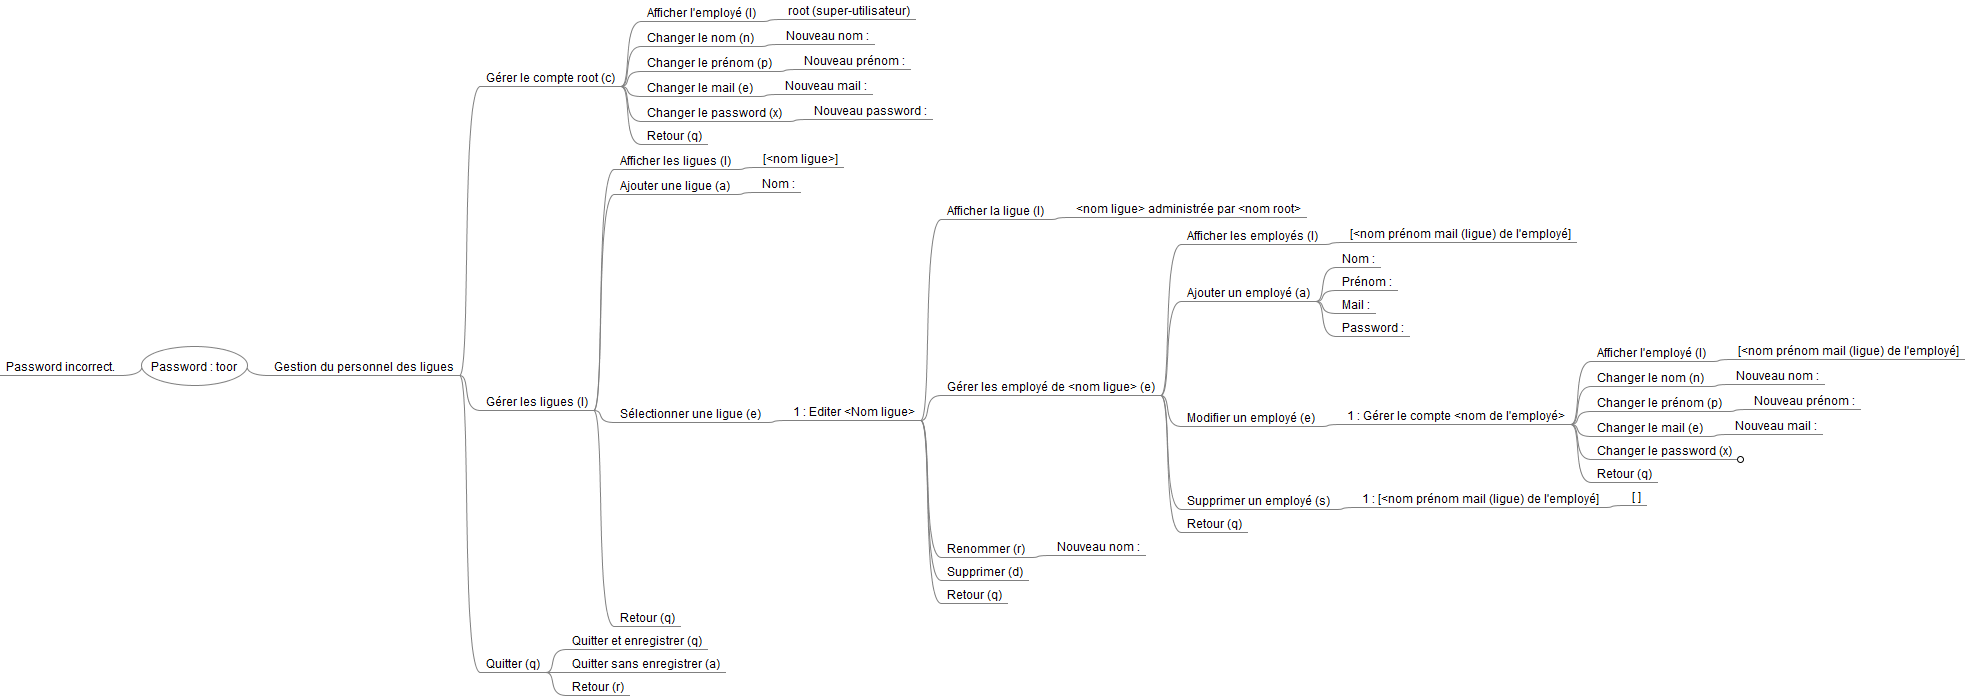 Password incorrect.
Password : toor
Gestion du personnel des ligues
Gérer le compte root (c)
Afficher l'employé (l)
root (super-utilisateur)
Changer le nom (n)
Nouveau nom :
Changer le prénom (p)
Nouveau prénom :
Changer le mail (e)
Nouveau mail :
Changer le password (x)
Nouveau password :
Retour (q)
Gérer les ligues (l)
Afficher les ligues (l)
[<nom ligue>]
Ajouter une ligue (a)
Nom :
Sélectionner une ligue (e)
1 : Editer <Nom ligue>
Afficher la ligue (l)
<nom ligue> administrée par <nom root>
Gérer les employé de <nom ligue> (e)
Afficher les employés (l)
[<nom prénom mail (ligue) de l'employé]
Ajouter un employé (a)
Nom :
Prénom :
Mail :
Password :
Modifier un employé (e)
1 : Gérer le compte <nom de l'employé>
Afficher l'employé (l)
[<nom prénom mail (ligue) de l'employé]
Changer le nom (n)
Nouveau nom :
Changer le prénom (p)
Nouveau prénom :
Changer le mail (e)
Nouveau mail :
Changer le password (x)
Retour (q)
Supprimer un employé (s)
1 : [<nom prénom mail (ligue) de l'employé]
[ ]
Retour (q)
Renommer (r)
Nouveau nom :
Supprimer (d)
Retour (q)
Retour (q)
Quitter (q)
Quitter et enregistrer (q)
Quitter sans enregistrer (a)
Retour (r)